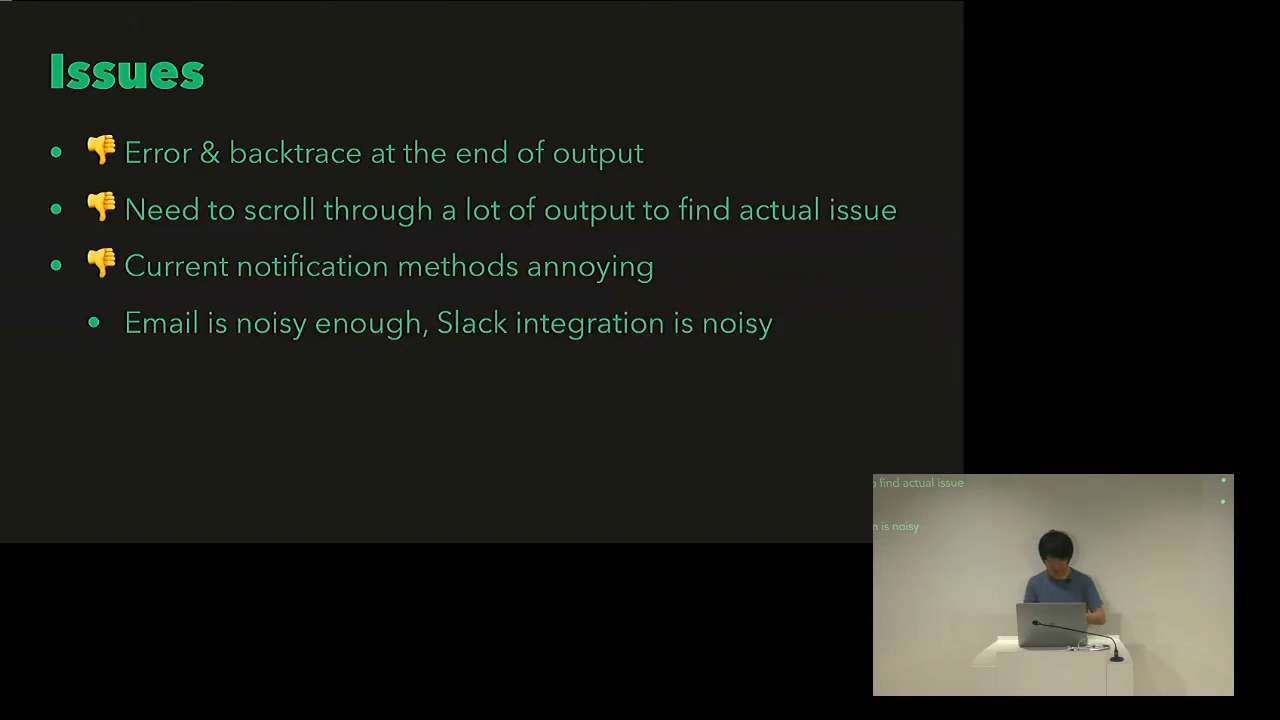 Issues
• 👎 Error & backtrace at the end of output
• 👎 Need to scroll through a lot of output to find actual issue
• 👎 Current notification methods annoying
• Email is noisy enough, Slack integration is noisy
find actual issue
is noisy